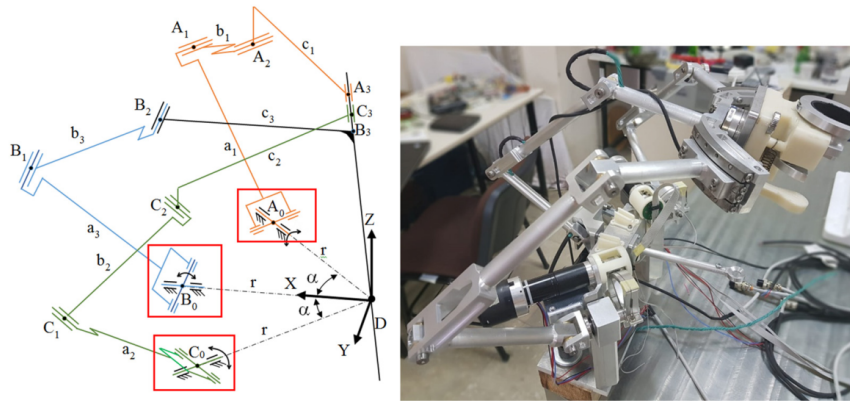 A1
b1
A2
c1
A3
C3
B3
B2
c3
b3
B1
a1
c2
C2
A0
a3
b2
r
Z
X
α
B0
r
α
D
Y
C1
a2
C0
r